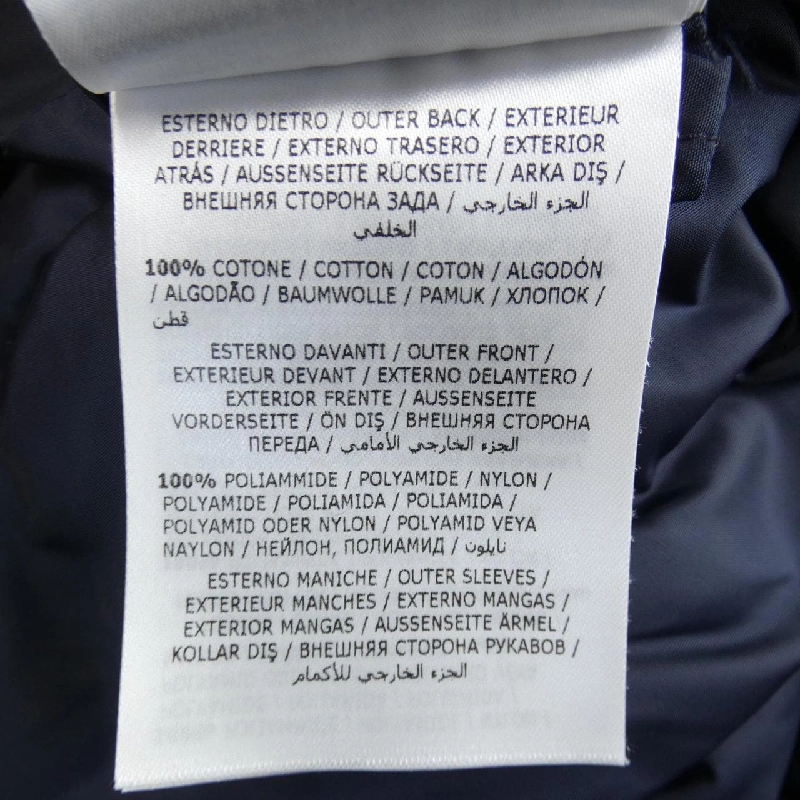 ESTERNO DIETRO / OUTER BACK / EXTERIEUR
DERRIERE / EXTERNO TRASERO / EXTERIOR
ATRÁS / AUSSENSEITE RÜCKSEITE / ARKA DIŞ /
ВНЕШНЯЯ СТОРОНА ЗАДА / الجزء الخارجي
الخلفي
100% COTONE / COTTON / COTON / ALGODÓN
/ ALGODÃO / BAUMWOLLE / PAMUK / ХЛОПОК /
قطن
ESTERNO DAVANTI / OUTER FRONT /
EXTERIEUR DEVANT / EXTERNO DELANTERO /
EXTERIOR FRENTE / AUSSENSEITE
VORDERSEITE / ÖN DIŞ / ВНЕШНЯЯ СТОРОНА
ПЕРЕДА / الجزء الخارجي الأمامي
100% POLIAMMIDE / POLYAMIDE / NYLON /
POLYAMIDE / POLIAMIDA / POLIAMIDA /
POLYAMID ODER NYLON / POLYAMID VEYA
NAYLON / НЕЙЛОН, ПОЛИАМИД / نايلون
ESTERNO MANICHE / OUTER SLEEVES /
EXTERIEUR MANCHES / EXTERNO MANGAS /
EXTERIOR MANGAS / AUSSENSEITE ÄRMEL /
KOLLAR DIŞ / ВНЕШНЯЯ СТОРОНА РУКАВОВ /
الجزء الخارجي للأكمام